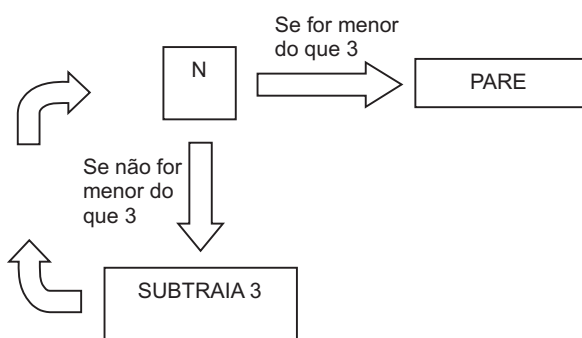 Se for menor
do que 3
N
PARE
Se não for
menor do
que 3
SUBTRAIA 3